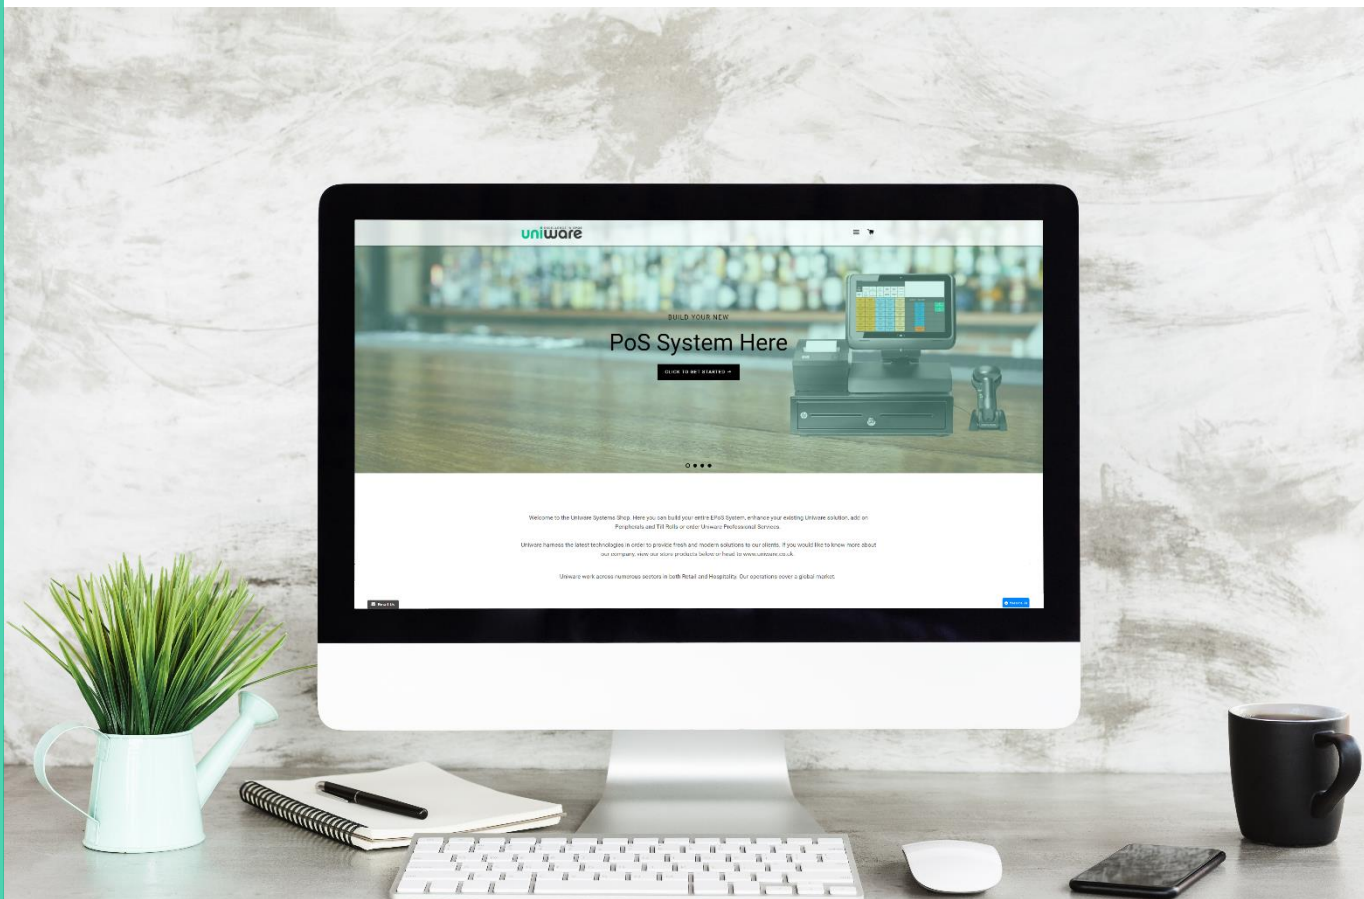 uniware
BUILD YOUR NEW
PoS System Here
CLICK TO GET STARTED →
Welcome to the Uniware Systems Shop. Here you can build your entire EPoS System, enhance your existing Uniware solution, add on
Peripherals and Till Rolls or order Uniware Professional Services.
Uniware harness the latest technologies in order to provide fresh and modern solutions to our clients. If you would like to know more about
our company, view our store products below or head to www.uniware.co.uk.
Uniware work across numerous sectors in both Retail and Hospitality. Our operations cover a global market.